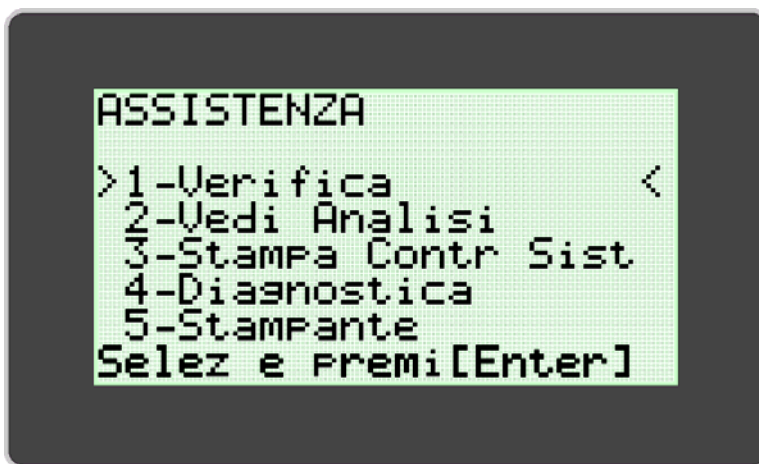 ASSISTENZA
>1-Verifica <
2-Vedi Analisi
3-Stampa Contr Sist
4-Diagnostica
5-Stampante
Selez e premi[Enter]